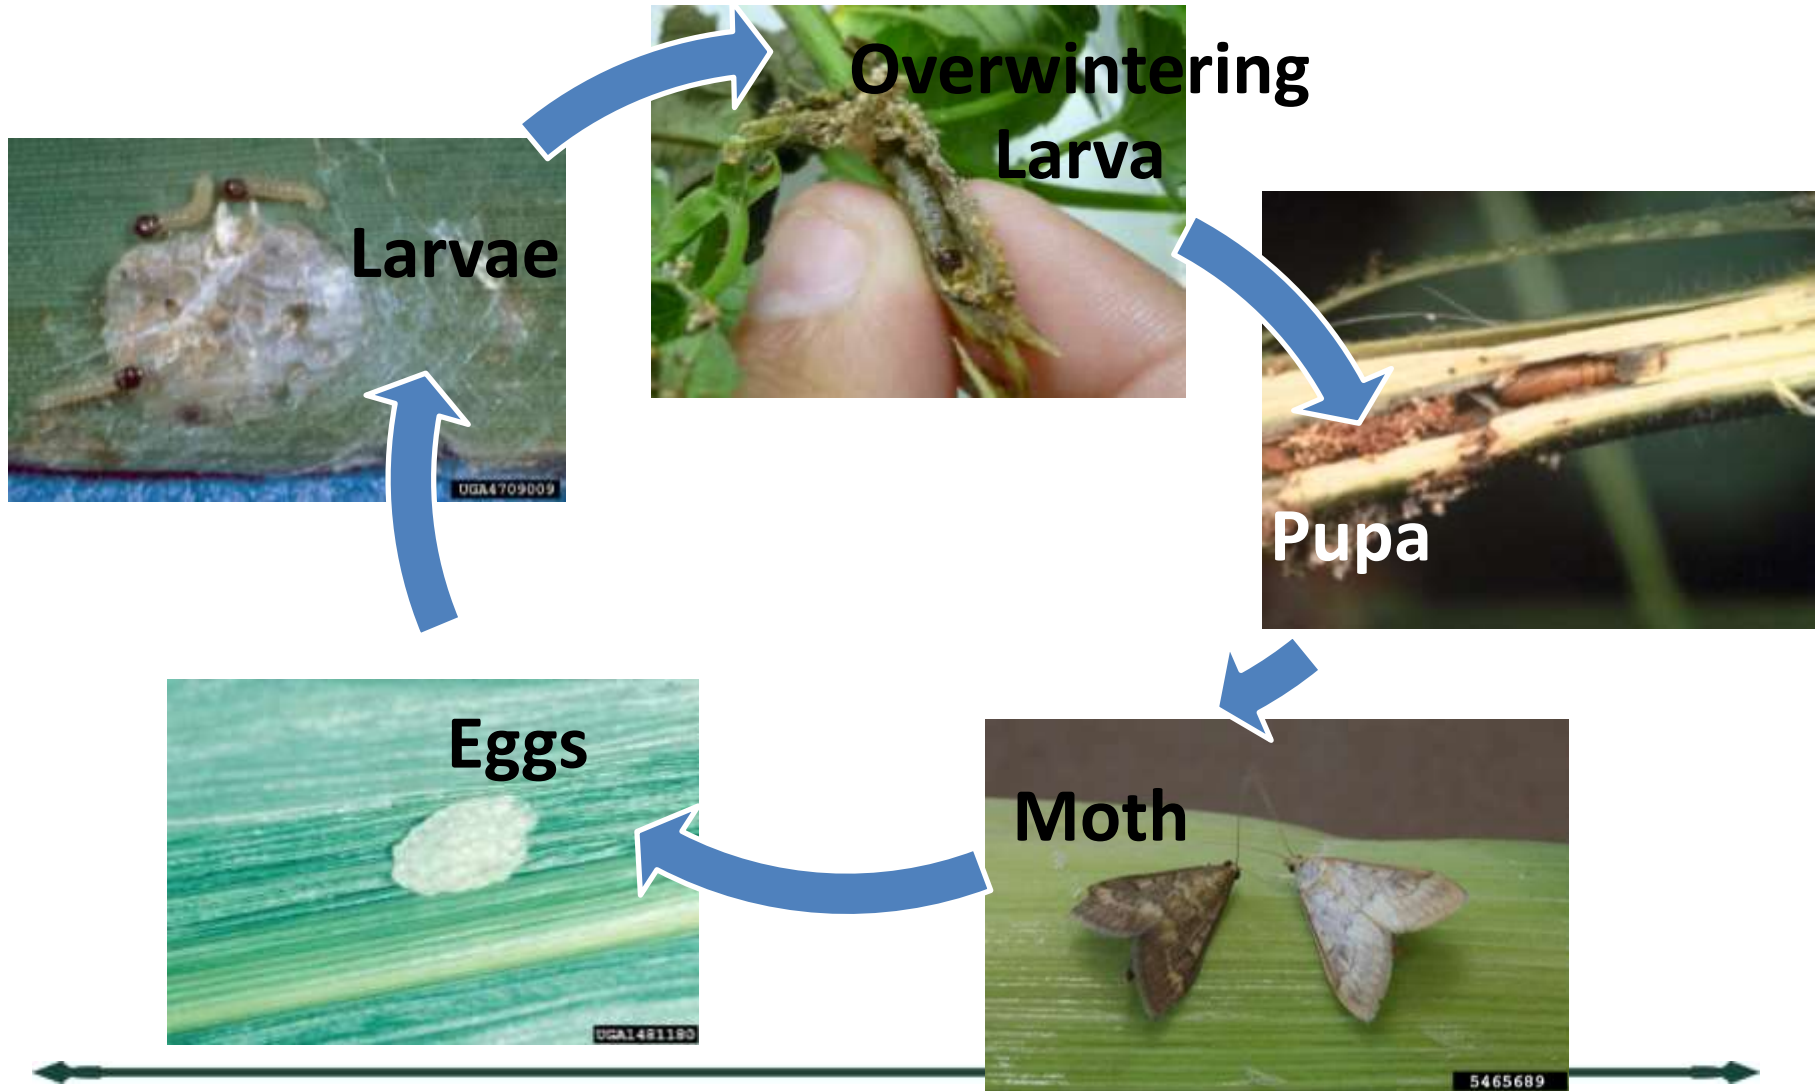 Overwintering
Larva
Larvae
UGA4709009
Pupa
Eggs
Moth
UGA1481180
5465689